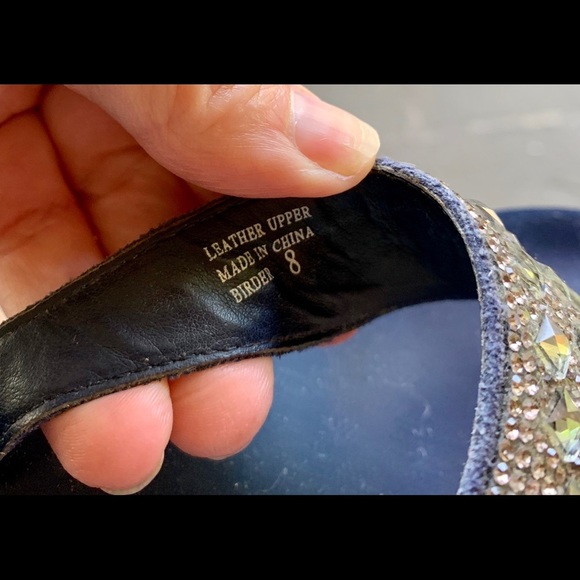 LEATHER UPPER
MADE IN CHINA
BIRDER 8